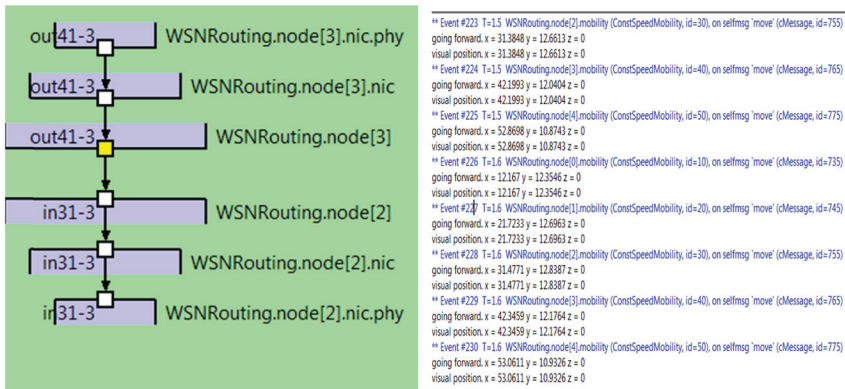 out41-3 WSNRouting.node[3].nic.phy
out41-3 WSNRouting.node[3].nic
out41-3 WSNRouting.node[3]
in31-3 WSNRouting.node[2]
in31-3 WSNRouting.node[2].nic
in31-3 WSNRouting.node[2].nic.phy
** Event #223 T=1.5 WSNRouting.node[2].mobility (ConstSpeedMobility, id=30), on selfmsg `move' (cMessage, id=755)
going forward. x = 31.3848 y = 12.6613 z = 0
visual position. x = 31.3848 y = 12.6613 z = 0
** Event #224 T=1.5 WSNRouting.node[3].mobility (ConstSpeedMobility, id=40), on selfmsg `move' (cMessage, id=765)
going forward. x = 42.1993 y = 12.0404 z = 0
visual position. x = 42.1993 y = 12.0404 z = 0
** Event #225 T=1.5 WSNRouting.node[4].mobility (ConstSpeedMobility, id=50), on selfmsg `move' (cMessage, id=775)
going forward. x = 52.8698 y = 10.8743 z = 0
visual position. x = 52.8698 y = 10.8743 z = 0
** Event #226 T=1.6 WSNRouting.node[0].mobility (ConstSpeedMobility, id=10), on selfmsg `move' (cMessage, id=735)
going forward. x = 12.167 y = 12.3546 z = 0
visual position. x = 12.167 y = 12.3546 z = 0
** Event #227 T=1.6 WSNRouting.node[1].mobility (ConstSpeedMobility, id=20), on selfmsg `move' (cMessage, id=745)
going forward. x = 21.7233 y = 12.6963 z = 0
visual position. x = 21.7233 y = 12.6963 z = 0
** Event #228 T=1.6 WSNRouting.node[2].mobility (ConstSpeedMobility, id=30), on selfmsg `move' (cMessage, id=755)
going forward. x = 31.4771 y = 12.8387 z = 0
visual position. x = 31.4771 y = 12.8387 z = 0
** Event #229 T=1.6 WSNRouting.node[3].mobility (ConstSpeedMobility, id=40), on selfmsg `move' (cMessage, id=765)
going forward. x = 42.3459 y = 12.1764 z = 0
visual position. x = 42.3459 y = 12.1764 z = 0
** Event #230 T=1.6 WSNRouting.node[4].mobility (ConstSpeedMobility, id=50), on selfmsg `move' (cMessage, id=775)
going forward. x = 53.0611 y = 10.9326 z = 0
visual position. x = 53.0611 y = 10.9326 z = 0